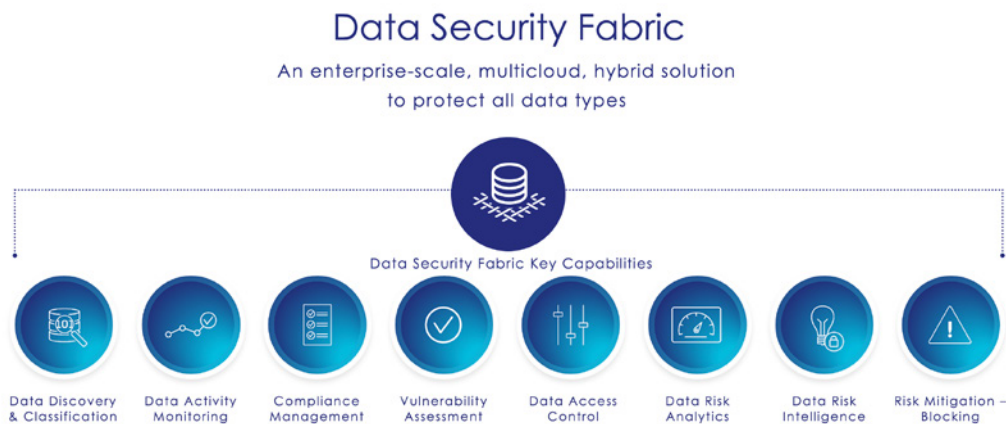 Data Security Fabric
An enterprise-scale, multicloud, hybrid solution
to protect all data types
Data Security Fabric Key Capabilities
101
Data Discovery
& Classification
Data Activity
Monitoring
Compliance
Management
Vulnerability
Assessment
Data Access
Control
Data Risk
Analytics
Data Risk
Intelligence
Risk Mitigation –
Blocking